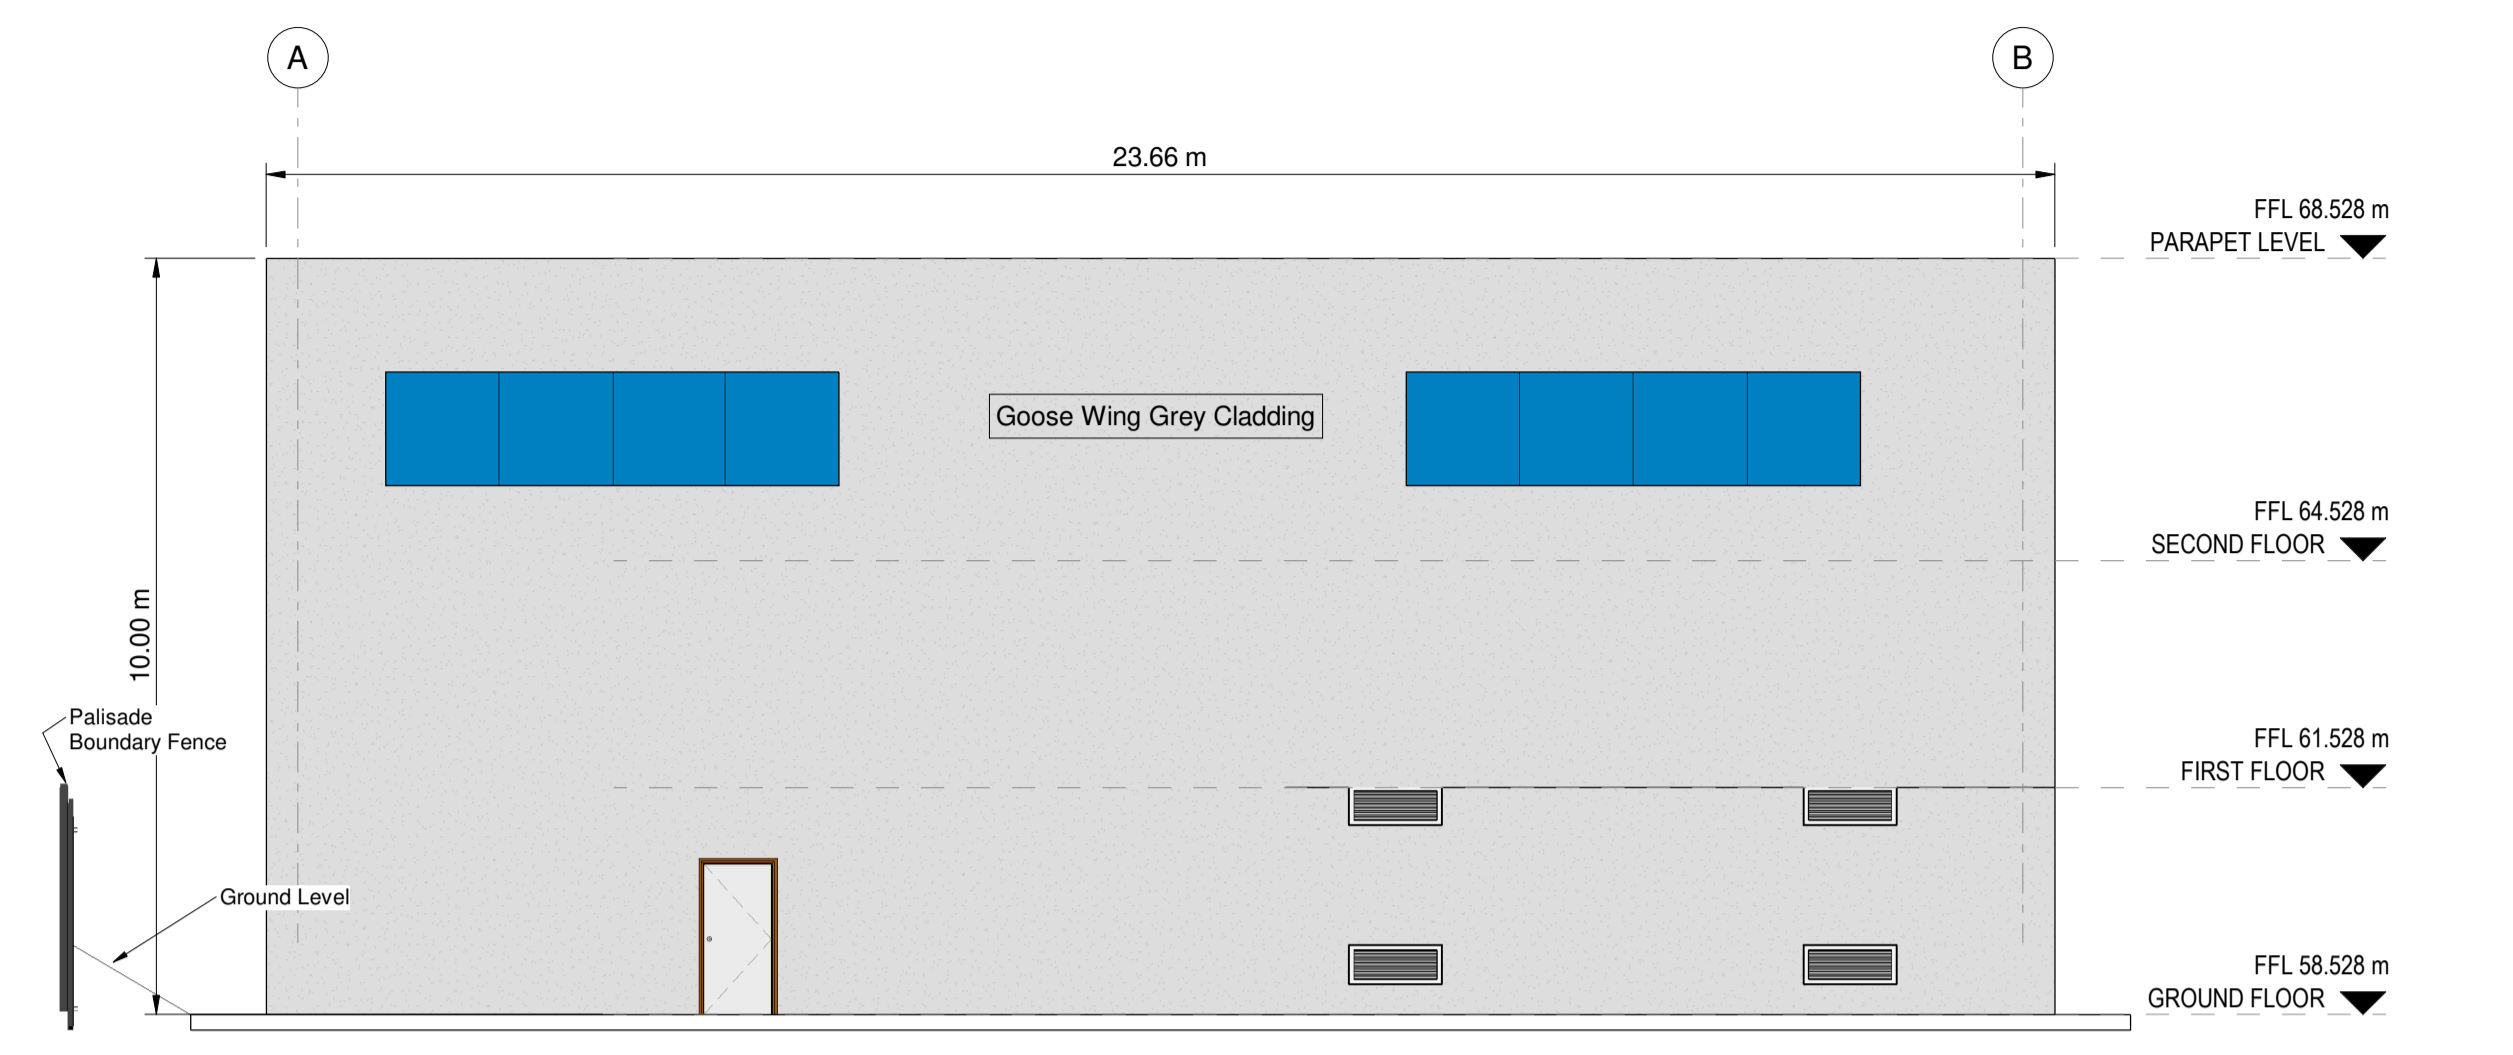 A
B
23.66 m
FFL 68.528 m
PARAPET LEVEL
Goose Wing Grey Cladding
FFL 64.528 m
SECOND FLOOR
10.00 m
Palisade
Boundary Fence
FFL 61.528 m
FIRST FLOOR
Ground Level
FFL 58.528 m
GROUND FLOOR